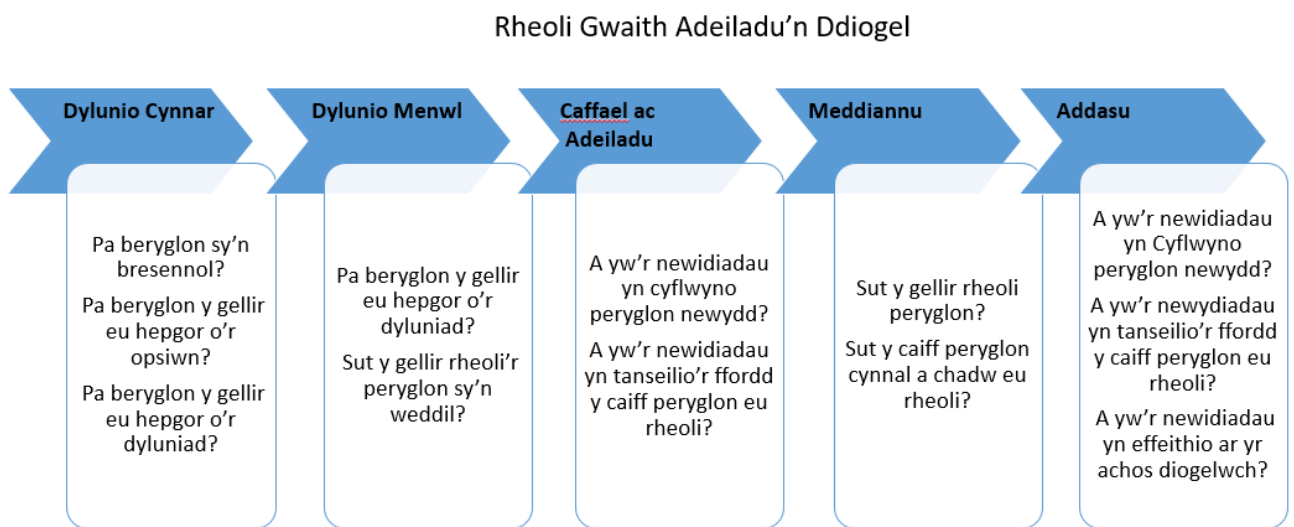 Rheoli Gwaith Adeiladu’n Ddiogel
Dylunio Cynnar
Pa beryglon sy’n
bresennol?
Pa beryglon y gellir
eu hepgor o’r
opsiwn?
Pa beryglon y gellir
eu hepgor o’r
dyluniad?
Dylunio Menwl
Pa beryglon y gellir
eu hepgor o’r
dyluniad?
Sut y gellir rheoli’r
peryglon sy’n
weddil?
Caffael ac
Adeiladu
A yw’r newidiadau
yn cyflwyno
peryglon newydd?
A yw’r newidiadau
yn tanseilio’r ffordd
y caiff peryglon eu
rheoli?
Meddiannu
Sut y gellir rheoli
peryglon?
Sut y caiff peryglon
cynnal a chadw eu
rheoli?
Addasu
A yw’r newidiadau
yn Cyflwyno
peryglon newydd?
A yw’r newydiadau
yn tanseilio’r ffordd
y caiff peryglon eu
rheoli?
A yw’r newidiadau
yn effeithio ar yr
achos diogelwch?